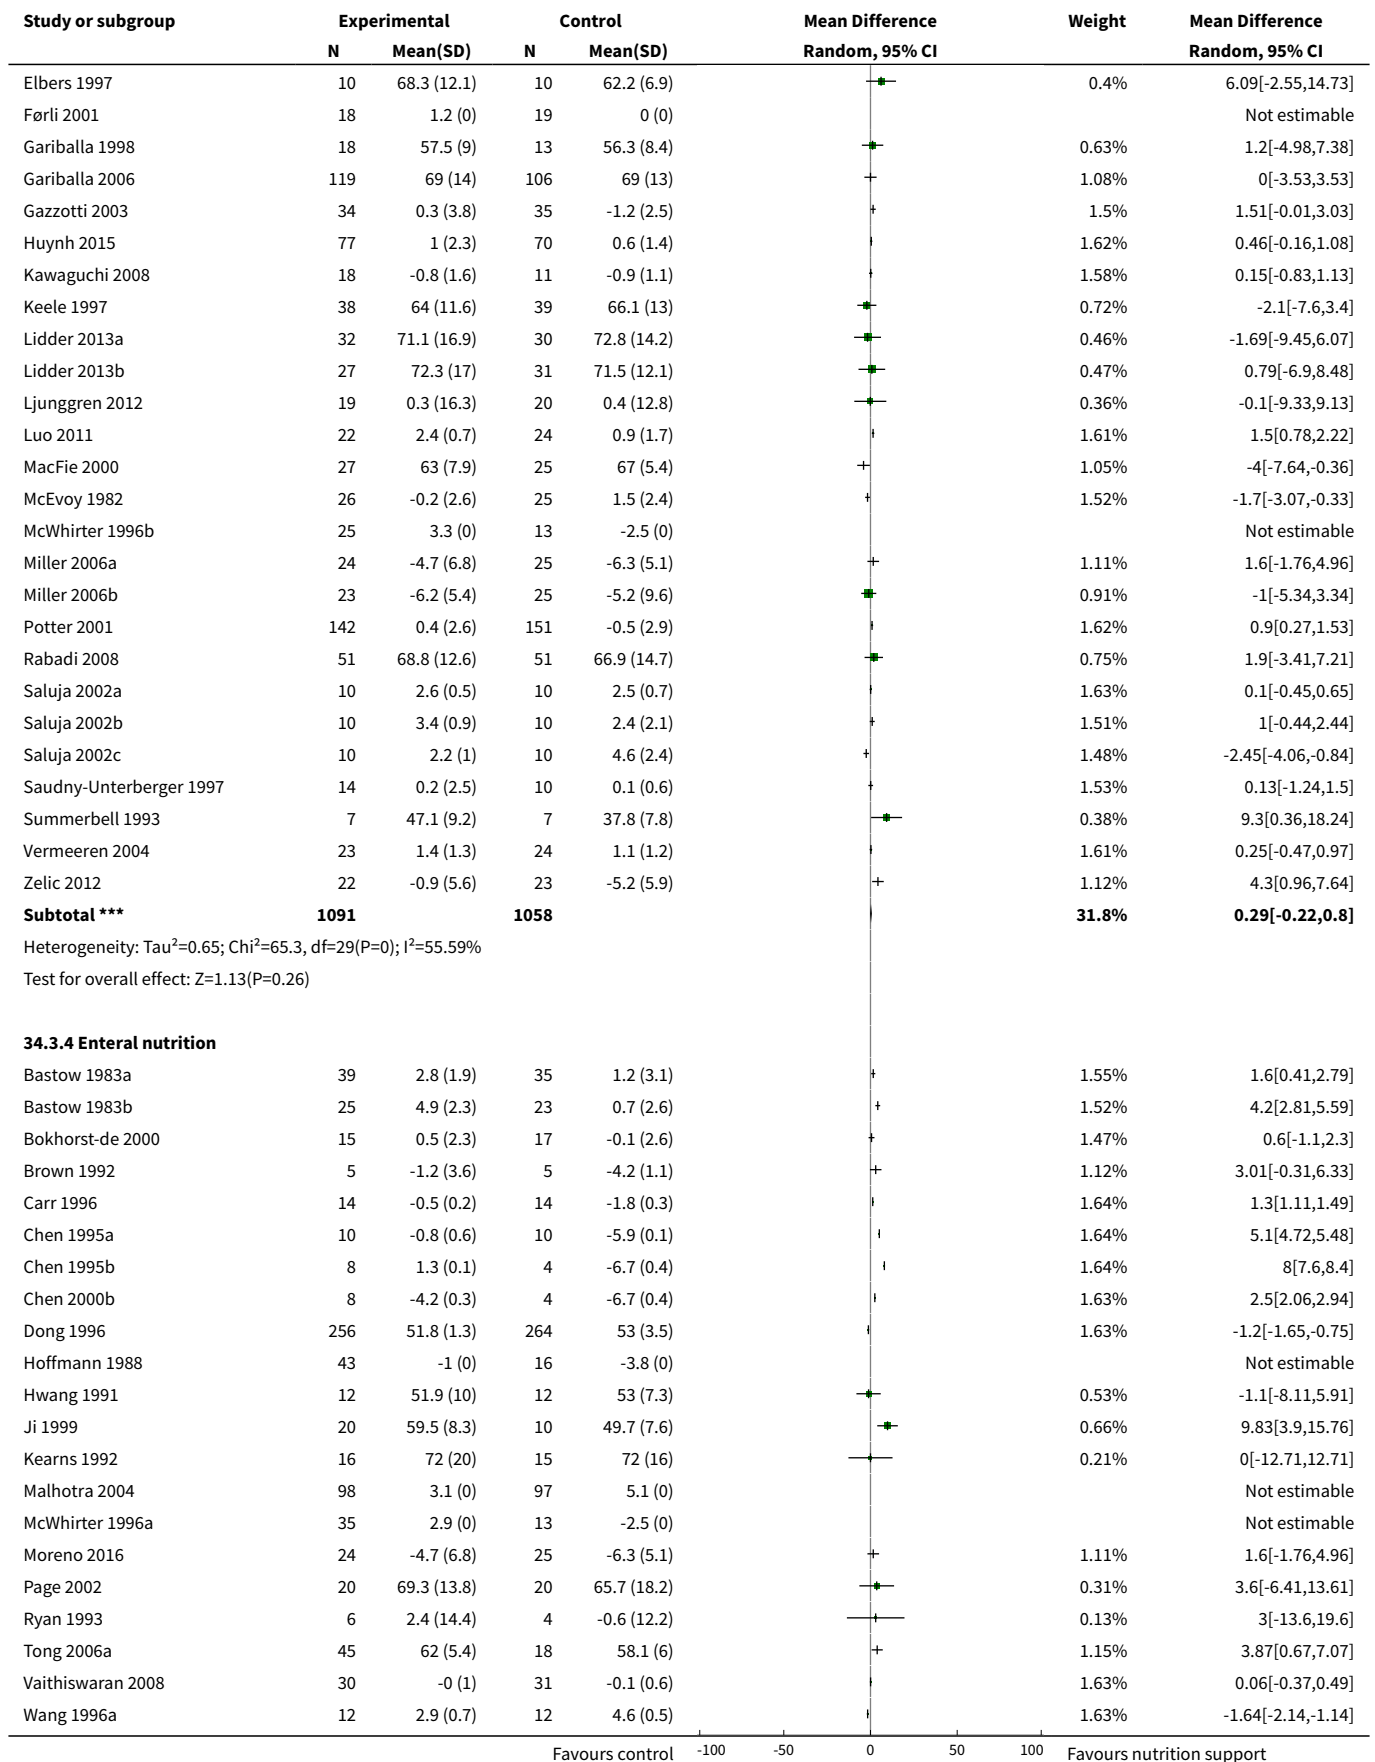 Study or subgroup Experimental Control Mean Difference Weight Mean Difference
N Mean(SD) N Mean(SD) Random, 95% CI Random, 95% CI
Elbers 1997 10 68.3 (12.1) 10 62.2 (6.9) 0.4% 6.09[-2.55,14.73]
Førli 2001 18 1.2 (0) 19 0 (0) Not estimable
Gariballa 1998 18 57.5 (9) 13 56.3 (8.4) 0.63% 1.2[-4.98,7.38]
Gariballa 2006 119 69 (14) 106 69 (13) 1.08% 0[-3.53,3.53]
Gazzotti 2003 34 0.3 (3.8) 35 -1.2 (2.5) 1.5% 1.51[-0.01,3.03]
Huynh 2015 77 1 (2.3) 70 0.6 (1.4) 1.62% 0.46[-0.16,1.08]
Kawaguchi 2008 18 -0.8 (1.6) 11 -0.9 (1.1) 1.58% 0.15[-0.83,1.13]
Keele 1997 38 64 (11.6) 39 66.1 (13) 0.72% -2.1[-7.6,3.4]
Lidder 2013a 32 71.1 (16.9) 30 72.8 (14.2) 0.46% -1.69[-9.45,6.07]
Lidder 2013b 27 72.3 (17) 31 71.5 (12.1) 0.47% 0.79[-6.9,8.48]
Ljunggren 2012 19 0.3 (16.3) 20 0.4 (12.8) 0.36% -0.1[-9.33,9.13]
Luo 2011 22 2.4 (0.7) 24 0.9 (1.7) 1.61% 1.5[0.78,2.22]
MacFie 2000 27 63 (7.9) 25 67 (5.4) 1.05% -4[-7.64,-0.36]
McEvoy 1982 26 -0.2 (2.6) 25 1.5 (2.4) 1.52% -1.7[-3.07,-0.33]
McWhirter 1996b 25 3.3 (0) 13 -2.5 (0) Not estimable
Miller 2006a 24 -4.7 (6.8) 25 -6.3 (5.1) 1.11% 1.6[-1.76,4.96]
Miller 2006b 23 -6.2 (5.4) 25 -5.2 (9.6) 0.91% -1[-5.34,3.34]
Potter 2001 142 0.4 (2.6) 151 -0.5 (2.9) 1.62% 0.9[0.27,1.53]
Rabadi 2008 51 68.8 (12.6) 51 66.9 (14.7) 0.75% 1.9[-3.41,7.21]
Saluja 2002a 10 2.6 (0.5) 10 2.5 (0.7) 1.63% 0.1[-0.45,0.65]
Saluja 2002b 10 3.4 (0.9) 10 2.4 (2.1) 1.51% 1[-0.44,2.44]
Saluja 2002c 10 2.2 (1) 10 4.6 (2.4) 1.48% -2.45[-4.06,-0.84]
Saudny-Unterberger 1997 14 0.2 (2.5) 10 0.1 (0.6) 1.53% 0.13[-1.24,1.5]
Summerbell 1993 7 47.1 (9.2) 7 37.8 (7.8) 0.38% 9.3[0.36,18.24]
Vermeeren 2004 23 1.4 (1.3) 24 1.1 (1.2) 1.61% 0.25[-0.47,0.97]
Zelic 2012 22 -0.9 (5.6) 23 -5.2 (5.9) 1.12% 4.3[0.96,7.64]
Subtotal *** 1091 1058 31.8% 0.29[-0.22,0.8]
Heterogeneity: Tau²=0.65; Chi²=65.3, df=29(P=0); I²=55.59%
Test for overall effect: Z=1.13(P=0.26)
34.3.4 Enteral nutrition
Bastow 1983a 39 2.8 (1.9) 35 1.2 (3.1) 1.55% 1.6[0.41,2.79]
Bastow 1983b 25 4.9 (2.3) 23 0.7 (2.6) 1.52% 4.2[2.81,5.59]
Bokhorst-de 2000 15 0.5 (2.3) 17 -0.1 (2.6) 1.47% 0.6[-1.1,2.3]
Brown 1992 5 -1.2 (3.6) 5 -4.2 (1.1) 1.12% 3.01[-0.31,6.33]
Carr 1996 14 -0.5 (0.2) 14 -1.8 (0.3) 1.64% 1.3[1.11,1.49]
Chen 1995a 10 -0.8 (0.6) 10 -5.9 (0.1) 1.64% 5.1[4.72,5.48]
Chen 1995b 8 1.3 (0.1) 4 -6.7 (0.4) 1.64% 8[7.6,8.4]
Chen 2000b 8 -4.2 (0.3) 4 -6.7 (0.4) 1.63% 2.5[2.06,2.94]
Dong 1996 256 51.8 (1.3) 264 53 (3.5) 1.63% -1.2[-1.65,-0.75]
Hoffmann 1988 43 -1 (0) 16 -3.8 (0) Not estimable
Hwang 1991 12 51.9 (10) 12 53 (7.3) 0.53% -1.1[-8.11,5.91]
Ji 1999 20 59.5 (8.3) 10 49.7 (7.6) 0.66% 9.83[3.9,15.76]
Kearns 1992 16 72 (20) 15 72 (16) 0.21% 0[-12.71,12.71]
Malhotra 2004 98 3.1 (0) 97 5.1 (0) Not estimable
McWhirter 1996a 35 2.9 (0) 13 -2.5 (0) Not estimable
Moreno 2016 24 -4.7 (6.8) 25 -6.3 (5.1) 1.11% 1.6[-1.76,4.96]
Page 2002 20 69.3 (13.8) 20 65.7 (18.2) 0.31% 3.6[-6.41,13.61]
Ryan 1993 6 2.4 (14.4) 4 -0.6 (12.2) 0.13% 3[-13.6,19.6]
Tong 2006a 45 62 (5.4) 18 58.1 (6) 1.15% 3.87[0.67,7.07]
Vaithiswaran 2008 30 -0 (1) 31 -0.1 (0.6) 1.63% 0.06[-0.37,0.49]
Wang 1996a 12 2.9 (0.7) 12 4.6 (0.5) 1.63% -1.64[-2.14,-1.14]
Favours control -100 -50 0 50 100 Favours nutrition support